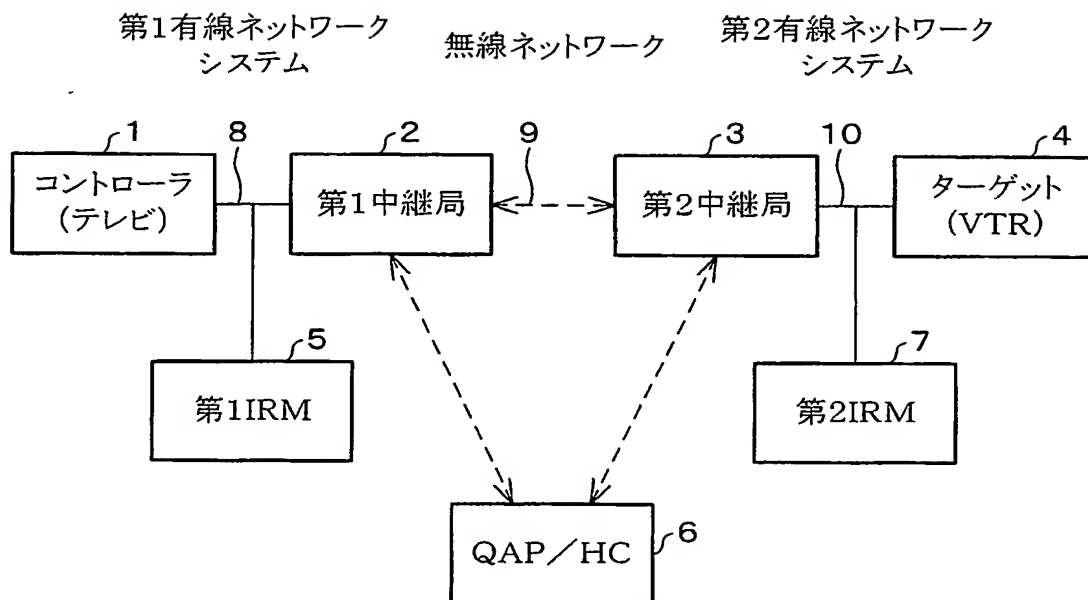 第1有線ネットワーク
システム
無線ネットワーク
第2有線ネットワーク
システム
1
8
2
9
3
10
4
コントローラ
(テレビ)
第1中継局
第2中継局
ターゲット
(VTR)
5
第1IRM
7
第2IRM
QAP／HC
6